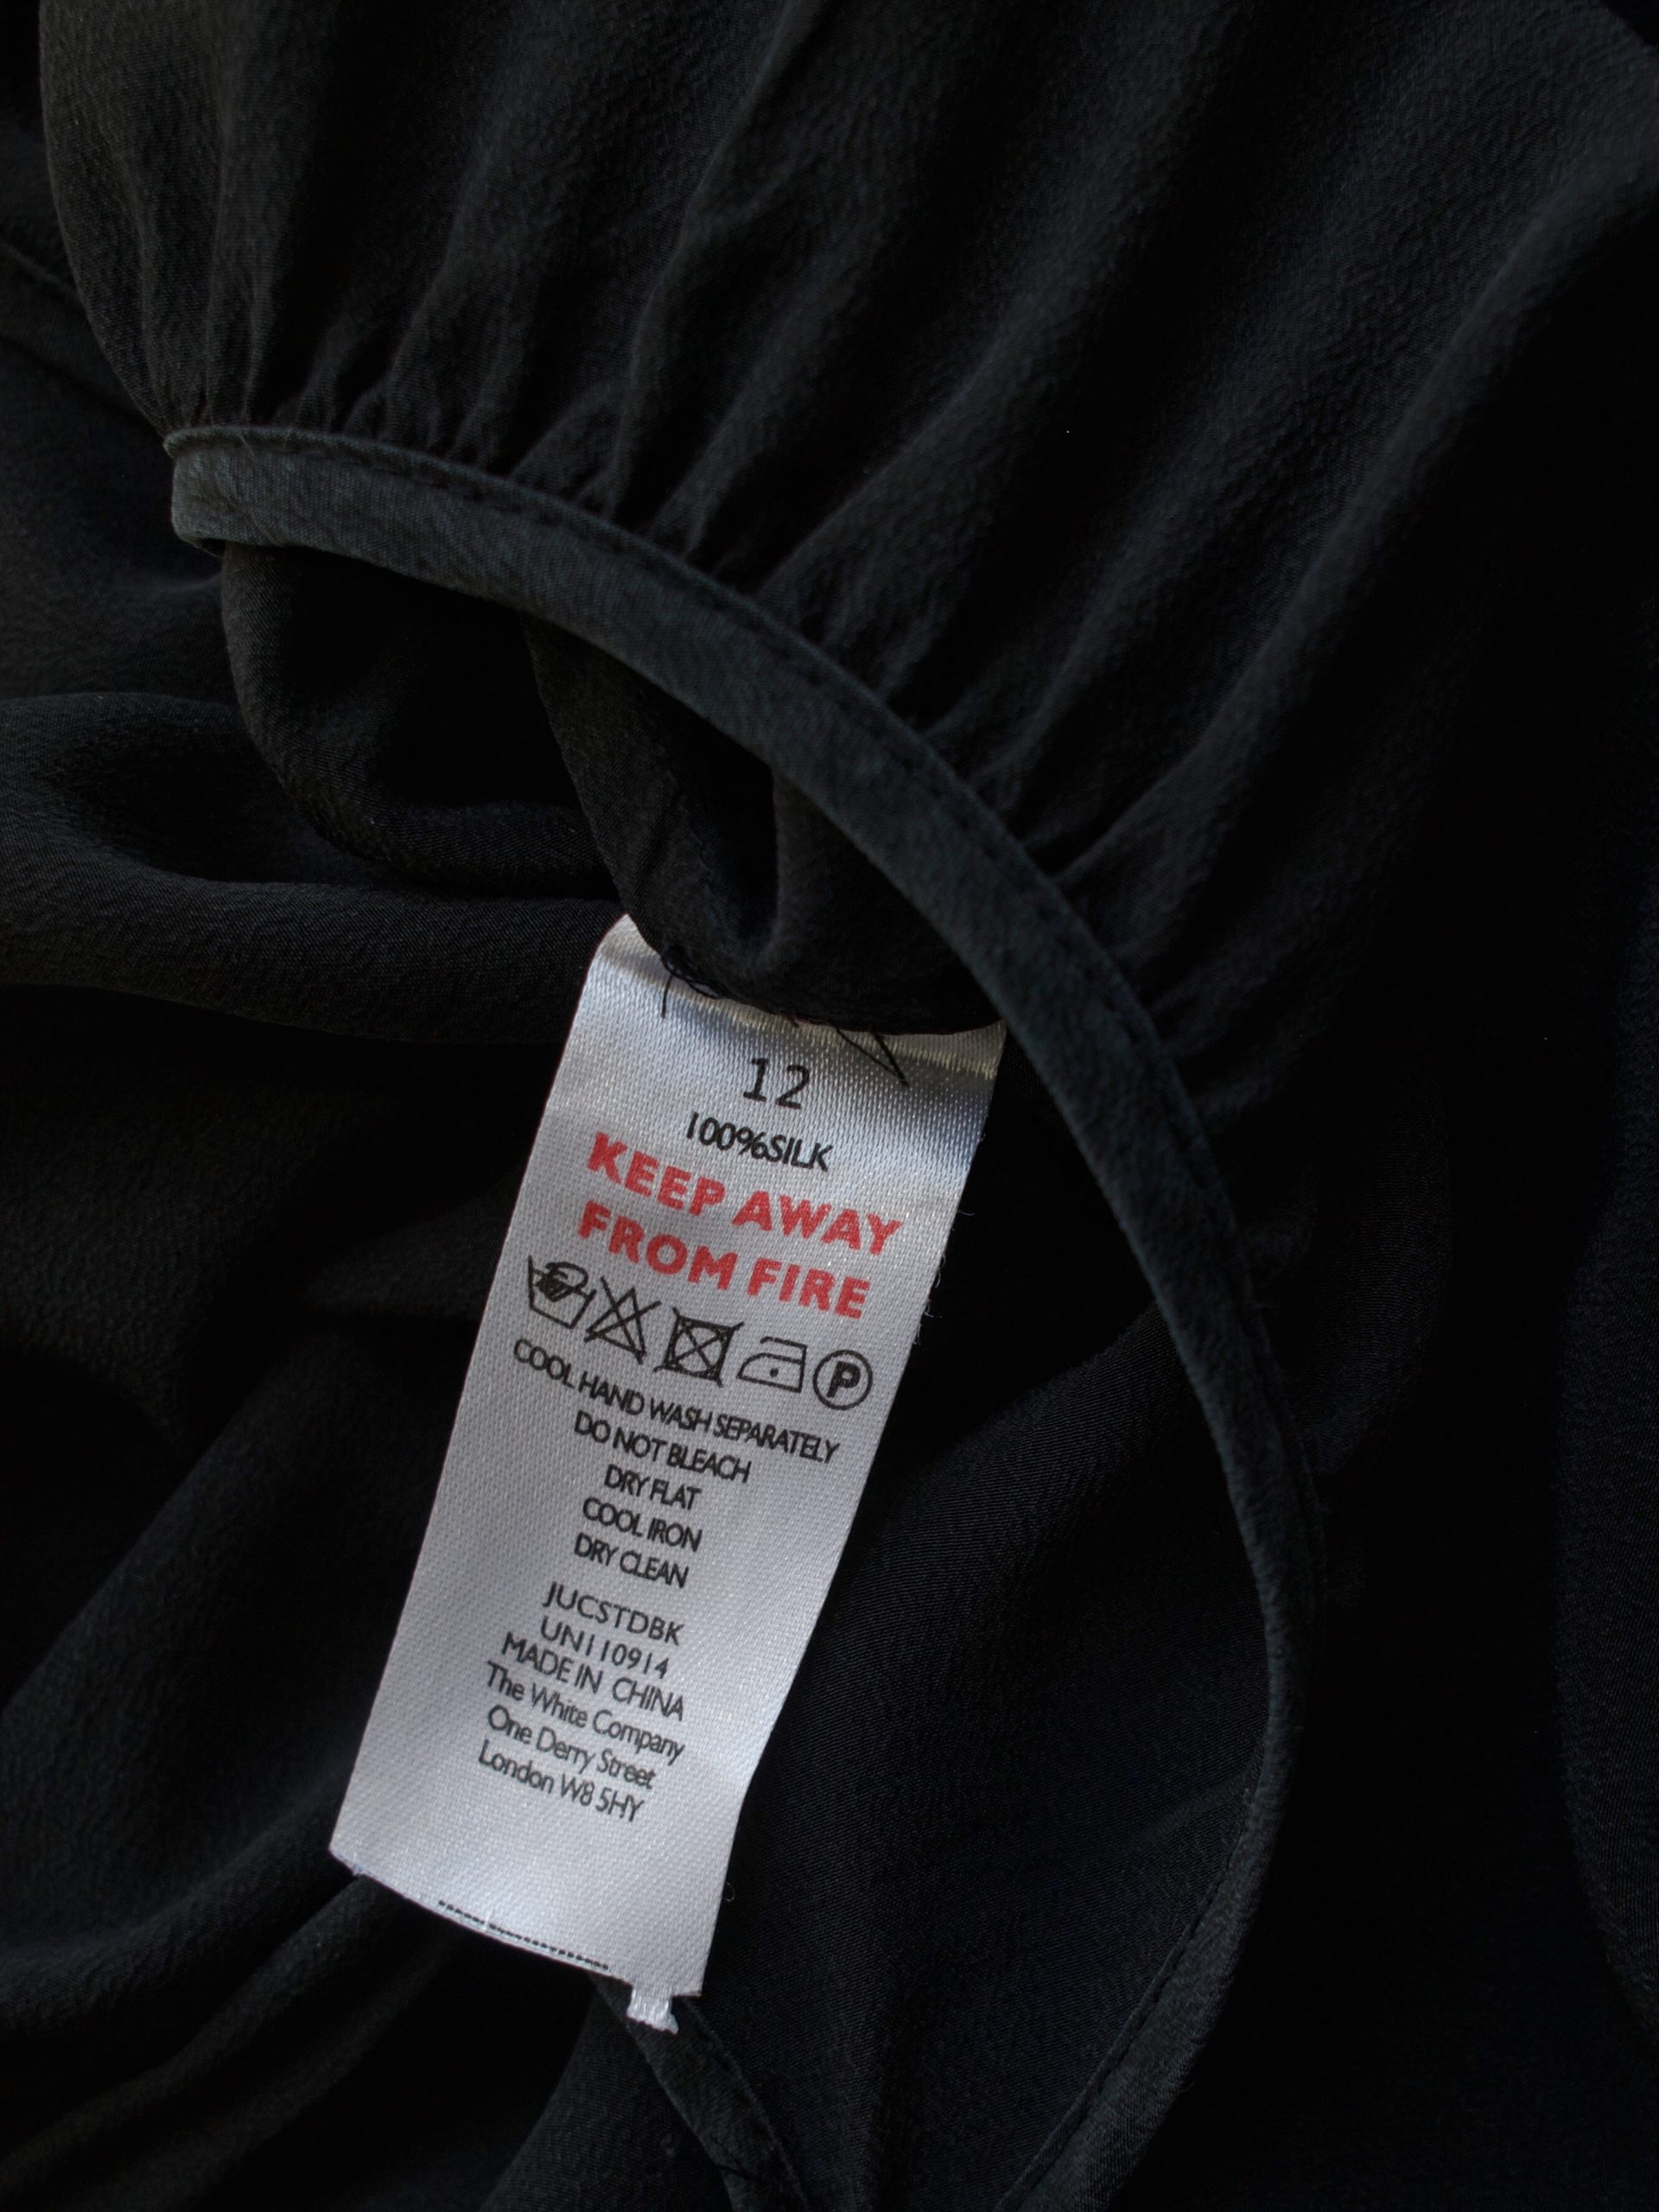 12
100%SILK
KEEP AWAY
FROM FIRE
P
COOL HAND WASH SEPARATELY
DO NOT BLEACH
DRY FLAT
COOL IRON
DRY CLEAN
JUCSTDBK
UN110914
MADE IN CHINA
The White Company
One Derry Street
London W8 5HY